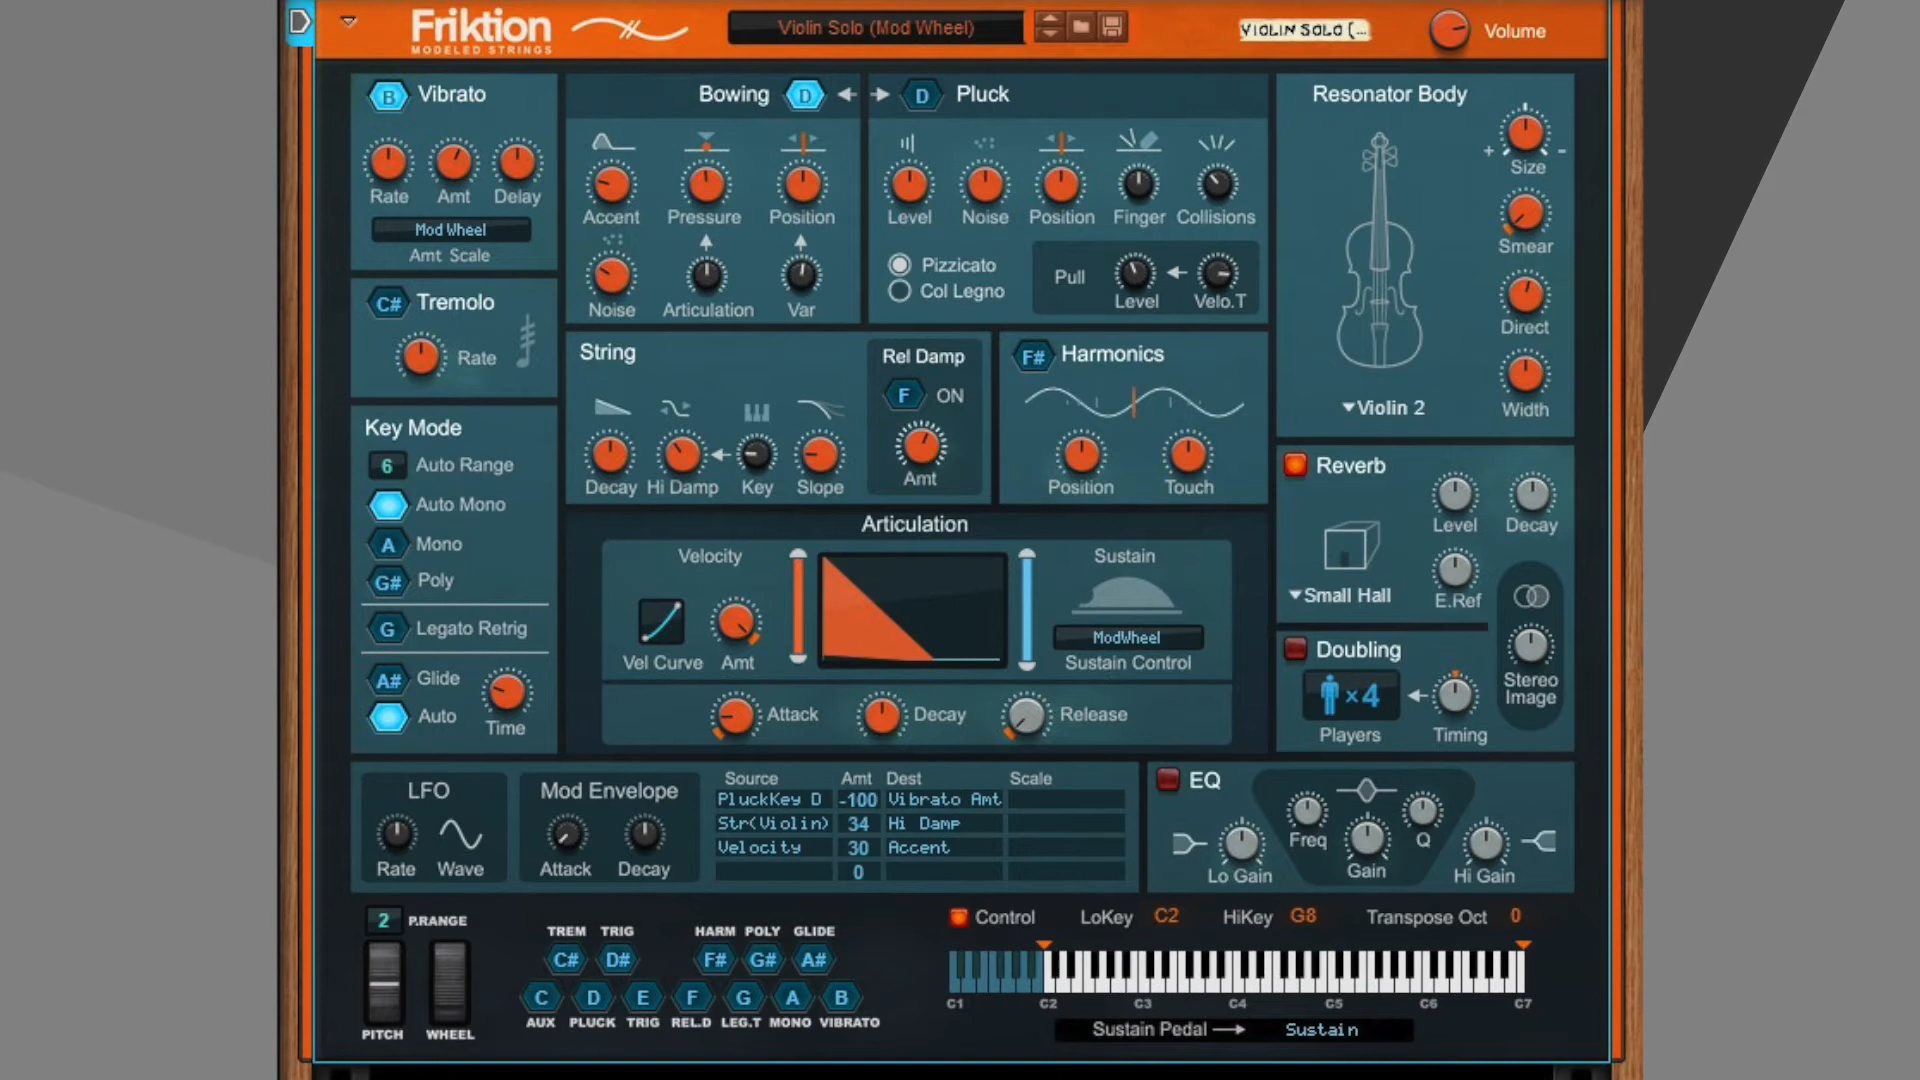 Friktion
MODELED STRINGS
Violin Solo (Mod Wheel)
VIOLIN SOLO (...
Volume
B Vibrato
Rate Amt Delay
Mod Wheel
Amt Scale
C# Tremolo
Rate
Key Mode
6 Auto Range
Auto Mono
A Mono
G# Poly
G Legato Retrig
A# Glide
Auto
Time
Bowing D
Accent Pressure Position
Noise Articulation Var
D Pluck
Level Noise Position Finger Collisions
Pizzicato
Col Legno
Pull
Level Velo.T
String
Decay Hi Damp Key Slope
Rel Damp
F ON
Amt
F# Harmonics
Position Touch
Resonator Body
+ Size -
Smear
Direct
Width
Violin 2
Articulation
Velocity
Vel Curve Amt
Sustain
ModWheel
Sustain Control
Attack Decay Release
Reverb
Level Decay
E.Ref
Small Hall
Doubling
×4
Players Timing
Stereo
Image
LFO
Rate Wave
Mod Envelope
Attack Decay
Source Amt Dest Scale
PluckKey D -100 Vibrato Amt
Str(Violin) 34 Hi Damp
Velocity 30 Accent
0
EQ
Lo Gain Freq Gain Q Hi Gain
2 P.RANGE
PITCH WHEEL
TREM TRIG HARM POLY GLIDE
C# D# F# G# A#
C D E F G A B
AUX PLUCK TRIG REL.D LEG.T MONO VIBRATO
Control LoKey C2 HiKey G8 Transpose Oct 0
C1 C2 C3 C4 C5 C6 C7
Sustain Pedal Sustain